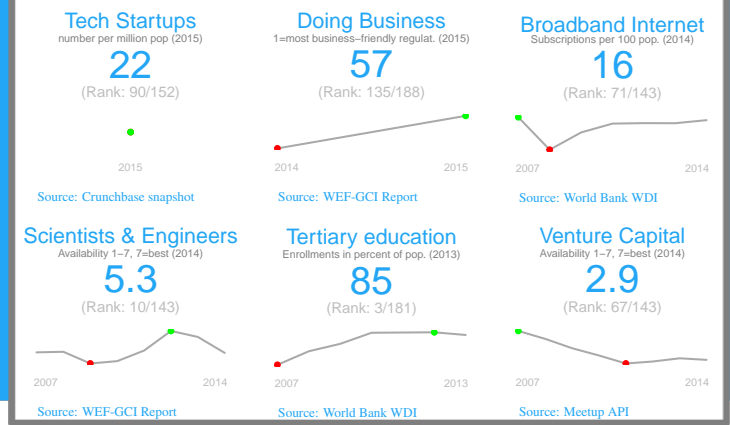 Tech Startups
number per million pop (2015)
22
(Rank: 90/152)
2015
Source: Crunchbase snapshot
Doing Business
1=most business−friendly regulat. (2015)
57
(Rank: 135/188)
2014 2015
Source: WEF-GCI Report
Broadband Internet
Subscriptions per 100 pop. (2014)
16
(Rank: 71/143)
2007 2014
Source: World Bank WDI
Scientists & Engineers
Availability 1−7, 7=best (2014)
5.3
(Rank: 10/143)
2007 2014
Source: WEF-GCI Report
Tertiary education
Enrollments in percent of pop. (2013)
85
(Rank: 3/181)
2007 2013
Source: World Bank WDI
Venture Capital
Availability 1−7, 7=best (2014)
2.9
(Rank: 67/143)
2007 2014
Source: Meetup API